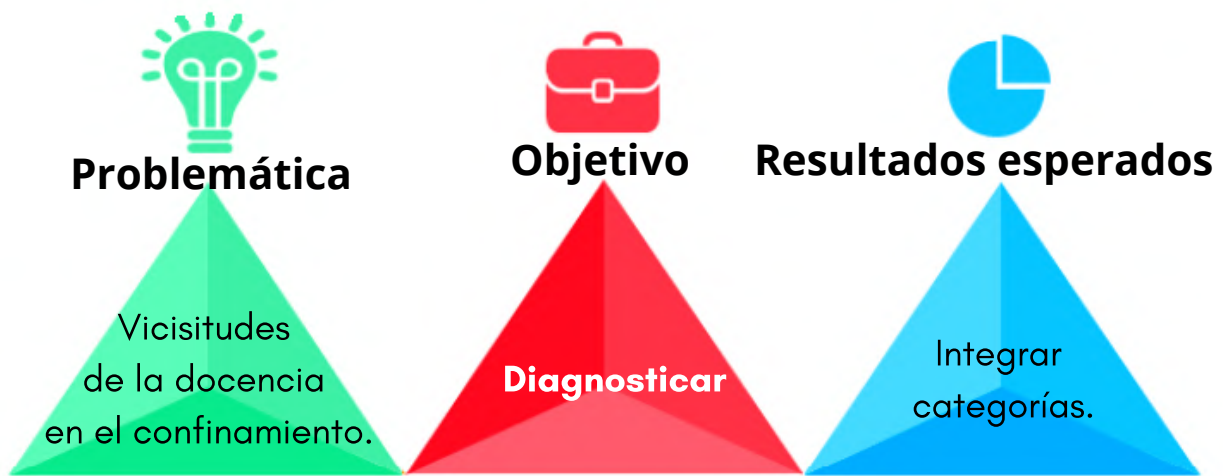 Problemática
Vicisitudes
de la docencia
en el confinamiento.
Objetivo
Diagnosticar
Resultados esperados
Integrar
categorías.